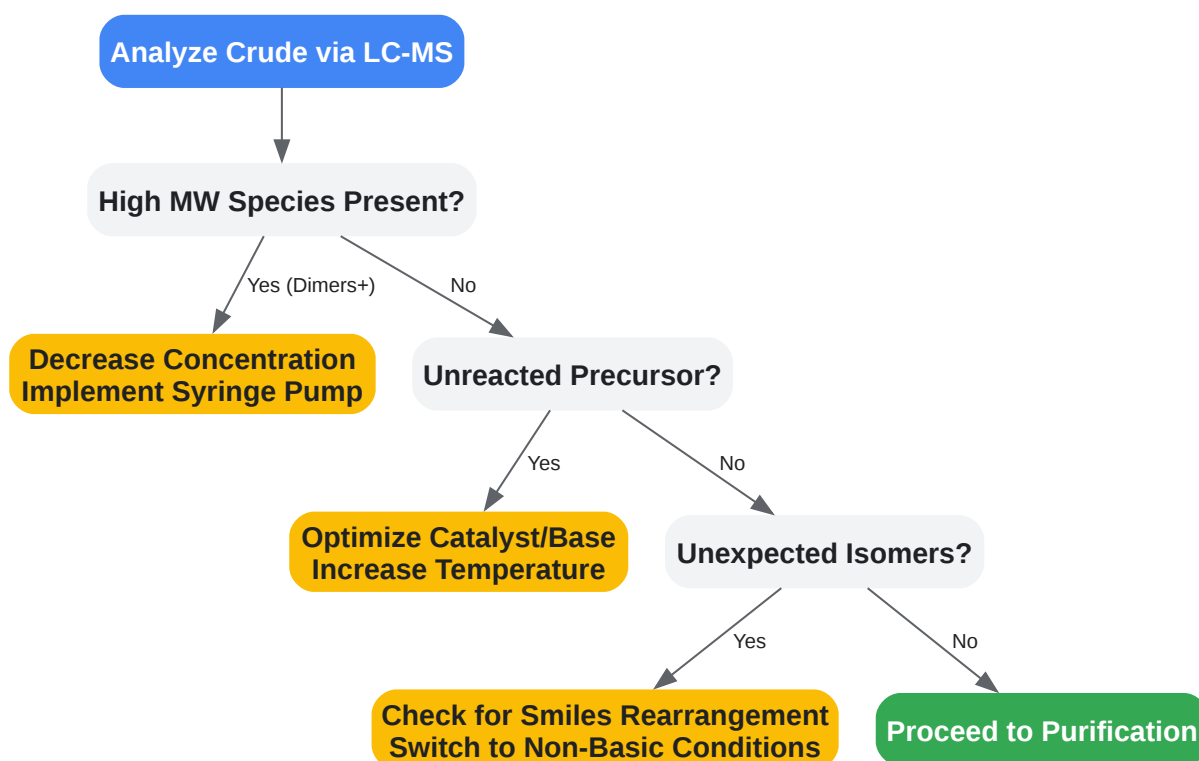 Analyze Crude via LC-MS
High MW Species Present?
Yes (Dimers+)
No
Decrease Concentration
Implement Syringe Pump
Unreacted Precursor?
Yes
No
Optimize Catalyst/Base
Increase Temperature
Unexpected Isomers?
Yes
No
Check for Smiles Rearrangement
Switch to Non-Basic Conditions
Proceed to Purification